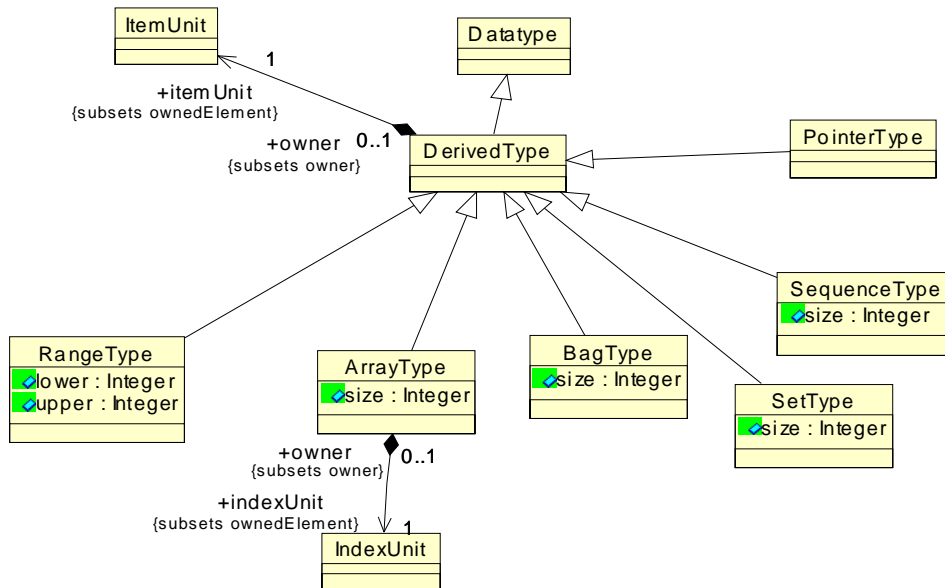 ItemUnit
Datatype
1
+itemUnit
{subsets ownedElement}
+owner
0..1
{subsets owner}
DerivedType
PointerType
SequenceType
size : Integer
RangeType
lower : Integer
upper : Integer
ArrayType
size : Integer
BagType
size : Integer
SetType
size : Integer
+owner
0..1
{subsets owner}
+indexUnit
{subsets ownedElement}
1
IndexUnit